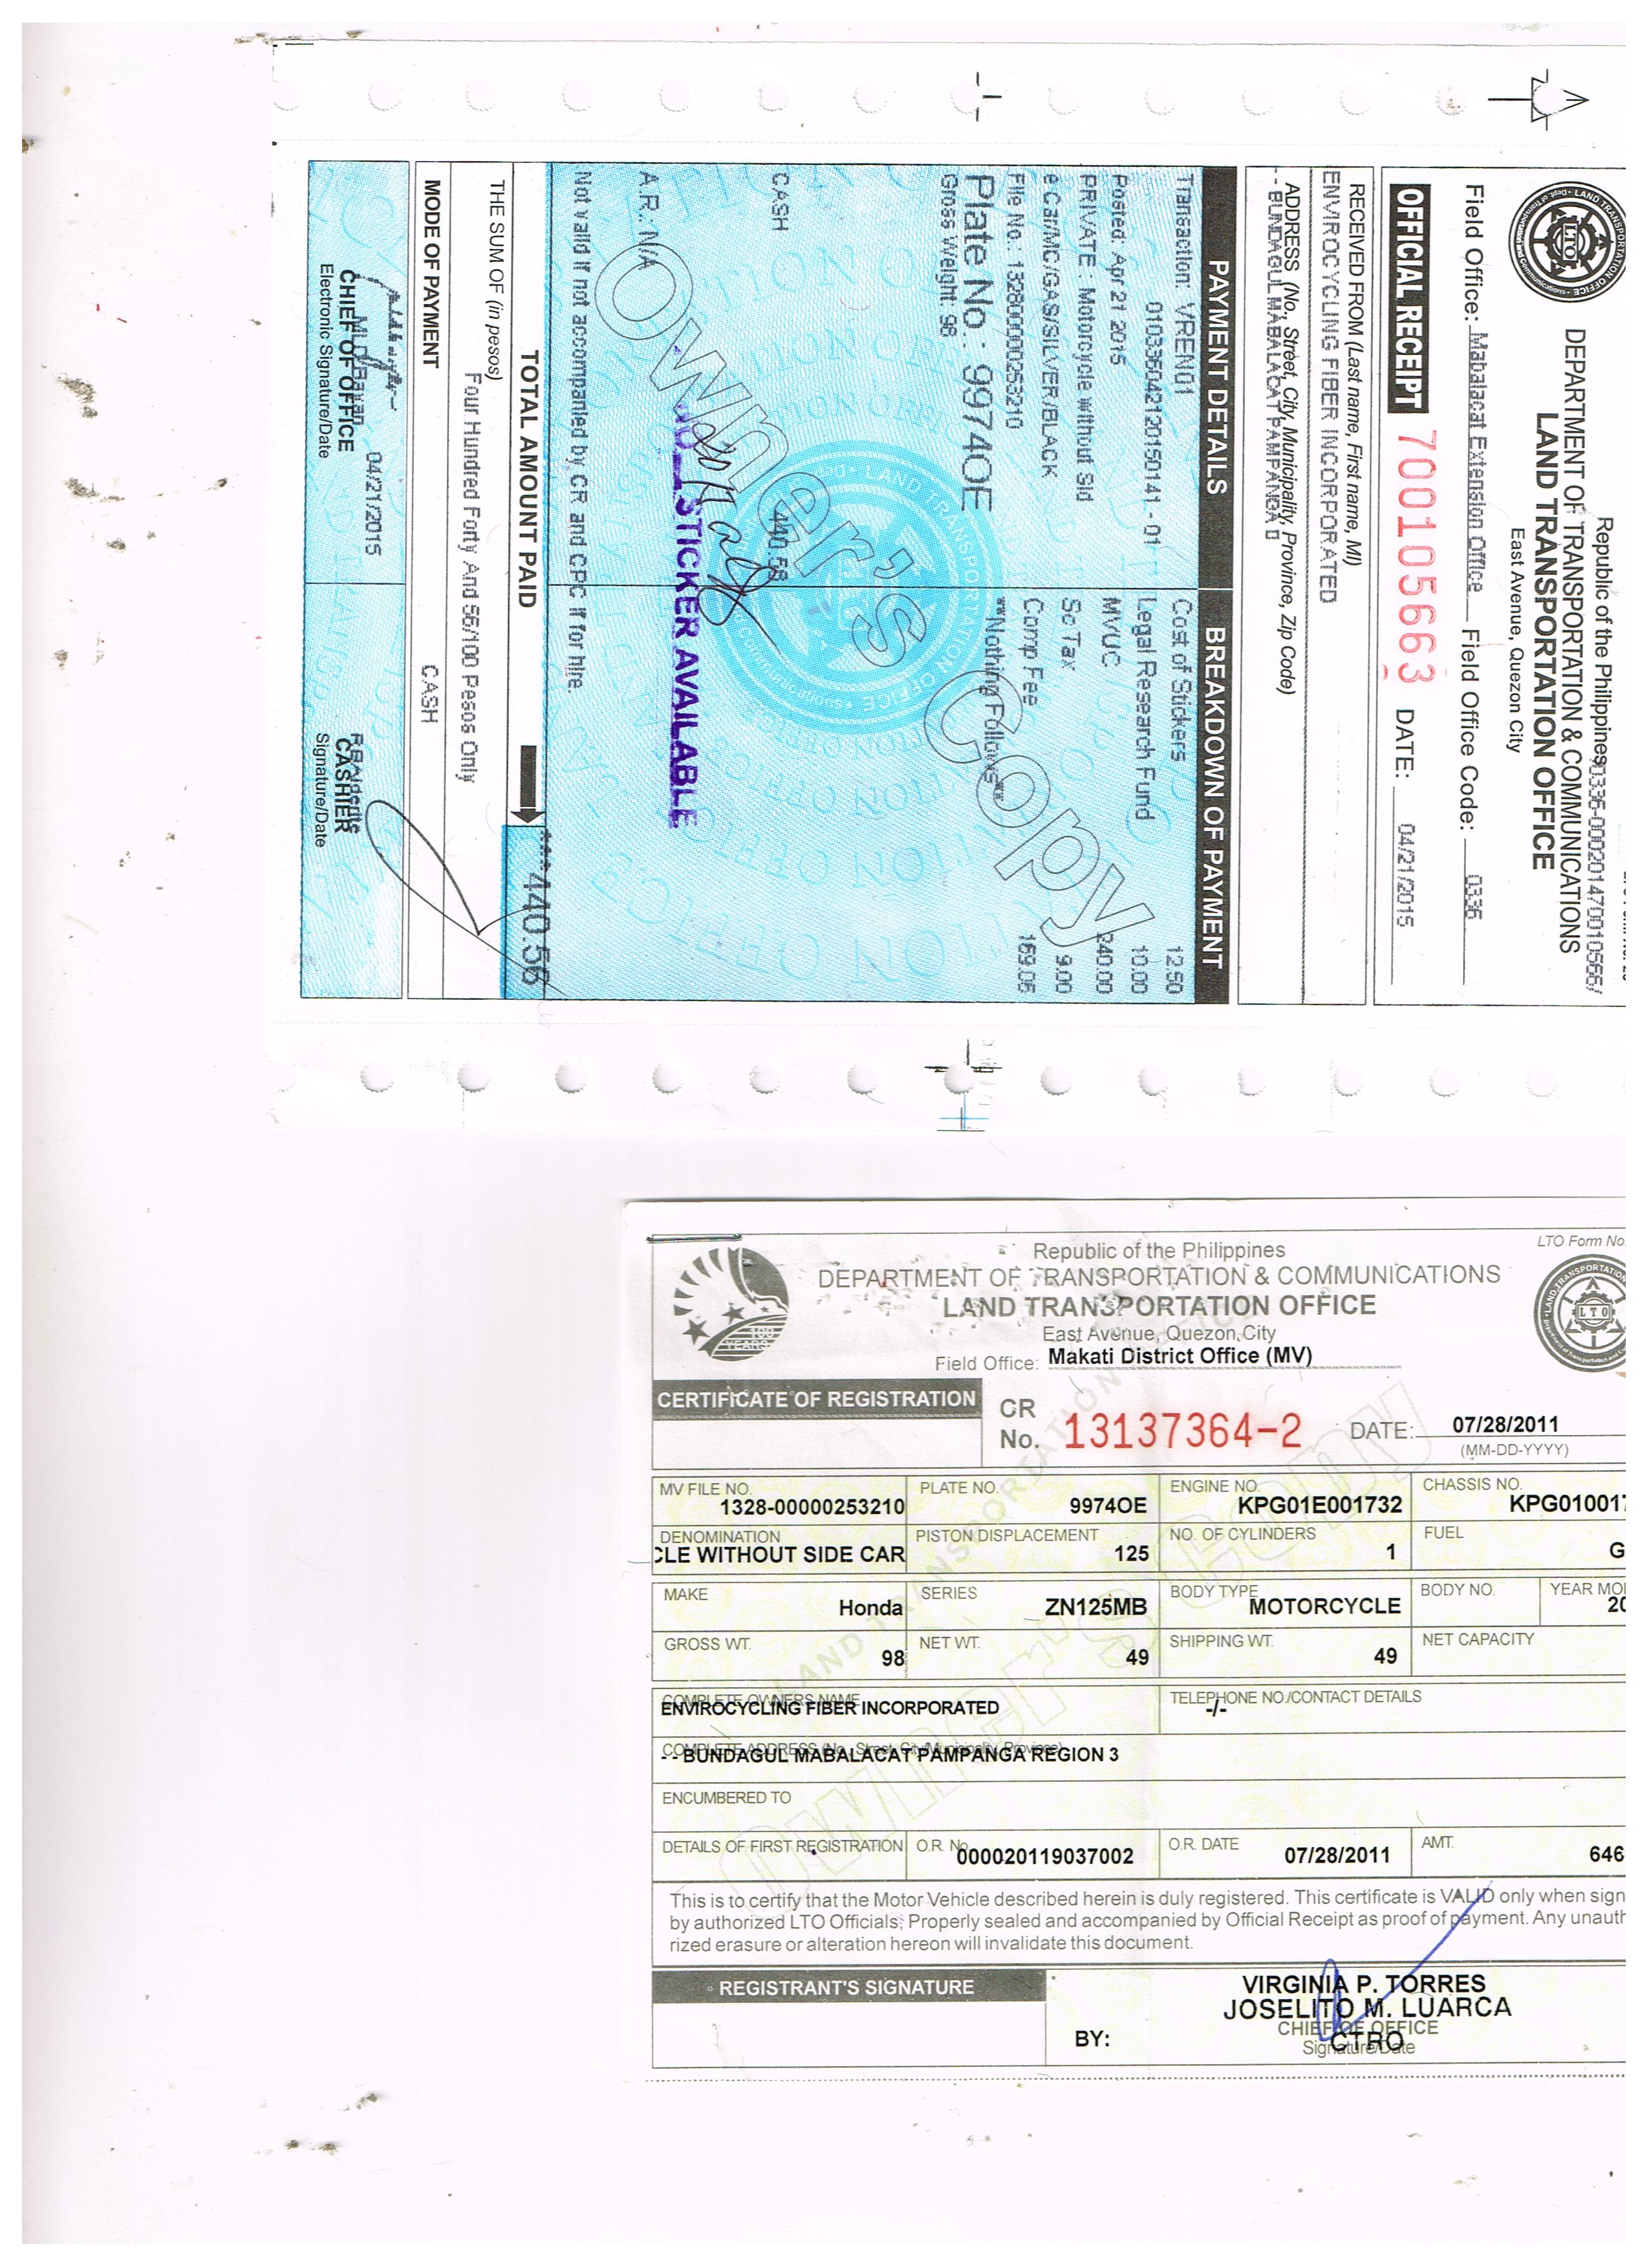 Republic of the Philippines
DEPARTMENT OF TRANSPORTATION & COMMUNICATIONS
LAND TRANSPORTATION OFFICE
East Avenue, Quezon City
Field Office: Mabalacat Extension Office Field Office Code: 0336
OFFICIAL RECEIPT 700105663 DATE: 04/21/2015
RECEIVED FROM (Last name, First name, MI)
ENVIROCYCLING FIBER INCORPORATED
ADDRESS (No., Street, City, Municipality, Province, Zip Code)
- - BUNDAGUL MABALACAT PAMPANGA
PAYMENT DETAILS BREAKDOWN OF PAYMENT
Transaction: VREN01 Cost of Stickers 12.50
010335042120150141 - 01 Legal Research Fund 10.00
Posted: Apr 21 2015 MVUC 240.00
PRIVATE : Motorcycle without Sid Sc Tax 9.00
e Car/MC/GAS/SILVER/BLACK Comp Fee 169.06
File No.: 132800000253210 **Nothing Follows**
Plate No : 9974OE
Gross Weight: 98
Owner's Copy
CASH 440.56
STICKER AVAILABLE
A.R.: N/A
Not valid if not accompanied by CR and CPC if for hire.
TOTAL AMOUNT PAID ***440.56
THE SUM OF (in pesos)
Four Hundred Forty And 56/100 Pesos Only
MODE OF PAYMENT CASH
04/21/2015
CHIEF OF OFFICE CASHIER
Electronic Signature/Date Signature/Date
LTO Form No.
Republic of the Philippines
DEPARTMENT OF TRANSPORTATION & COMMUNICATIONS
LAND TRANSPORTATION OFFICE
East Avenue, Quezon City
Field Office: Makati District Office (MV)
100 YEARS
LTO
CERTIFICATE OF REGISTRATION CR No. 13137364-2 DATE: 07/28/2011
(MM-DD-YYYY)
MV FILE NO. PLATE NO. ENGINE NO. CHASSIS NO.
1328-00000253210 9974OE KPG01E001732 KPG010017
DENOMINATION PISTON DISPLACEMENT NO. OF CYLINDERS FUEL
CLE WITHOUT SIDE CAR 125 1 G
MAKE SERIES BODY TYPE BODY NO. YEAR MO
Honda ZN125MB MOTORCYCLE 20
GROSS WT. NET WT. SHIPPING WT. NET CAPACITY
98 49 49
COMPLETE OWNERS NAME TELEPHONE NO./CONTACT DETAILS
ENVIROCYCLING FIBER INCORPORATED -/-
COMPLETE ADDRESS (No., Street, City/Municipality, Province)
- - BUNDAGUL MABALACAT PAMPANGA REGION 3
ENCUMBERED TO
DETAILS OF FIRST REGISTRATION O.R. No. O.R. DATE AMT.
000020119037002 07/28/2011 646
This is to certify that the Motor Vehicle described herein is duly registered. This certificate is VALID only when sign
by authorized LTO Officials; Properly sealed and accompanied by Official Receipt as proof of payment. Any unauth
rized erasure or alteration hereon will invalidate this document.
REGISTRANT'S SIGNATURE
VIRGINIA P. TORRES
JOSELITO M. LUARCA
CHIEF OF OFFICE
BY: CTRO
Signature/Date
Owner's Copy